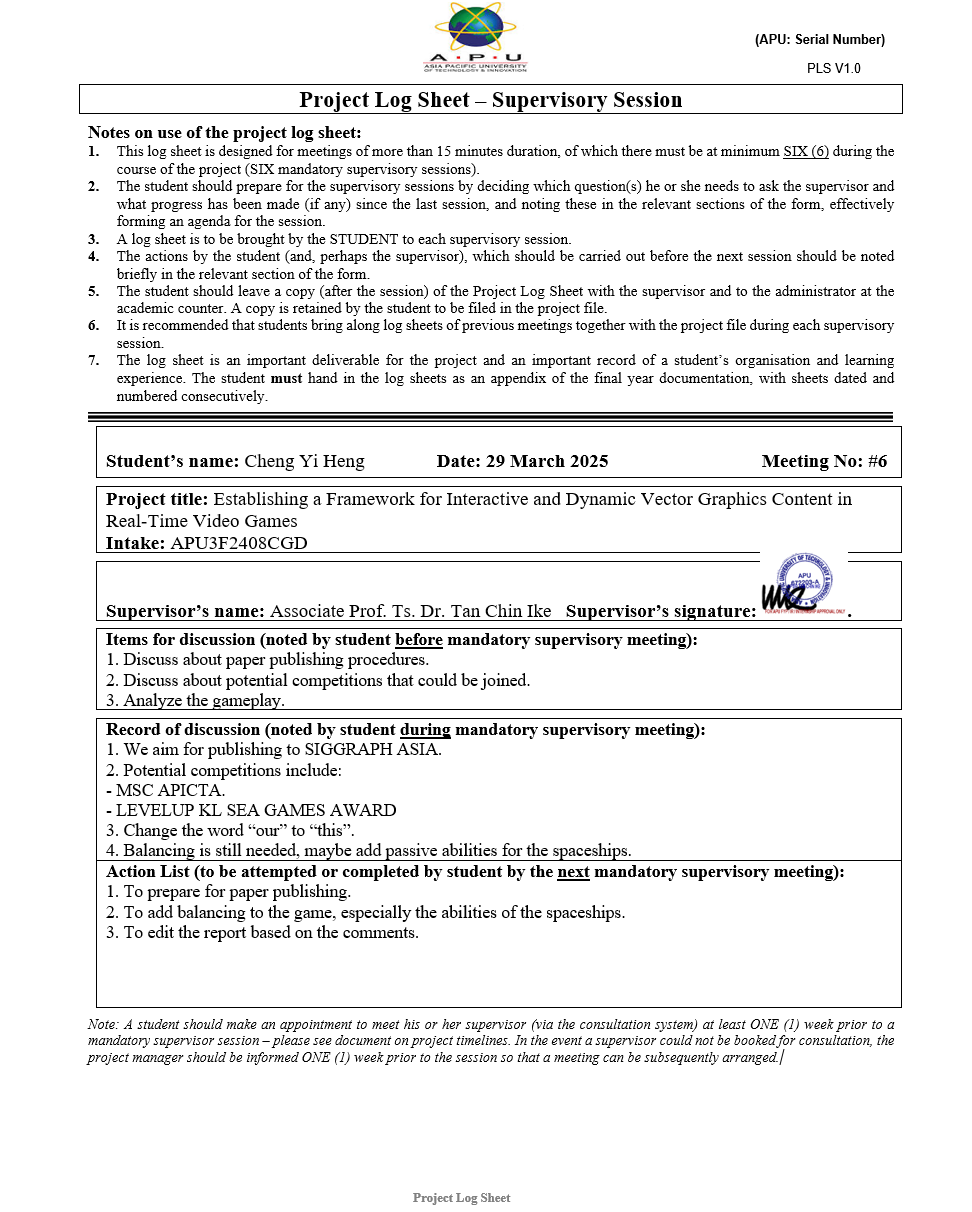 A • P • U
ASIA PACIFIC UNIVERSITY
OF TECHNOLOGY & INNOVATION
(APU: Serial Number)
PLS V1.0
Project Log Sheet – Supervisory Session
Notes on use of the project log sheet:
1. This log sheet is designed for meetings of more than 15 minutes duration, of which there must be at minimum SIX (6) during the
course of the project (SIX mandatory supervisory sessions).
2. The student should prepare for the supervisory sessions by deciding which question(s) he or she needs to ask the supervisor and
what progress has been made (if any) since the last session, and noting these in the relevant sections of the form, effectively
forming an agenda for the session.
3. A log sheet is to be brought by the STUDENT to each supervisory session.
4. The actions by the student (and, perhaps the supervisor), which should be carried out before the next session should be noted
briefly in the relevant section of the form.
5. The student should leave a copy (after the session) of the Project Log Sheet with the supervisor and to the administrator at the
academic counter. A copy is retained by the student to be filed in the project file.
6. It is recommended that students bring along log sheets of previous meetings together with the project file during each supervisory
session.
7. The log sheet is an important deliverable for the project and an important record of a student’s organisation and learning
experience. The student must hand in the log sheets as an appendix of the final year documentation, with sheets dated and
numbered consecutively.
Student’s name: Cheng Yi Heng Date: 29 March 2025 Meeting No: #6
Project title: Establishing a Framework for Interactive and Dynamic Vector Graphics Content in
Real-Time Video Games
Intake: APU3F2408CGD
APU
Supervisor’s name: Associate Prof. Ts. Dr. Tan Chin Ike Supervisor’s signature: .
Items for discussion (noted by student before mandatory supervisory meeting):
1. Discuss about paper publishing procedures.
2. Discuss about potential competitions that could be joined.
3. Analyze the gameplay.
Record of discussion (noted by student during mandatory supervisory meeting):
1. We aim for publishing to SIGGRAPH ASIA.
2. Potential competitions include:
- MSC APICTA.
- LEVELUP KL SEA GAMES AWARD
3. Change the word “our” to “this”.
4. Balancing is still needed, maybe add passive abilities for the spaceships.
Action List (to be attempted or completed by student by the next mandatory supervisory meeting):
1. To prepare for paper publishing.
2. To add balancing to the game, especially the abilities of the spaceships.
3. To edit the report based on the comments.
Note: A student should make an appointment to meet his or her supervisor (via the consultation system) at least ONE (1) week prior to a
mandatory supervisor session – please see document on project timelines. In the event a supervisor could not be booked for consultation, the
project manager should be informed ONE (1) week prior to the session so that a meeting can be subsequently arranged.
Project Log Sheet